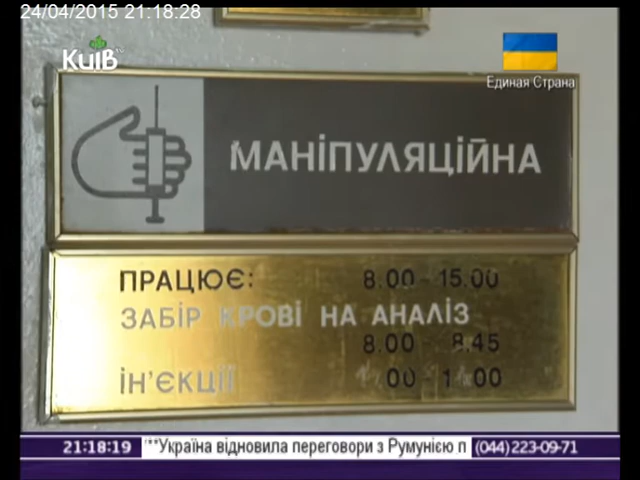 24/04/2015 21:18:28
КиїВ
Единая Страна
МАНІПУЛЯЦІЙНА
ПРАЦЮЄ: 8.00 - 15.00
ЗАБІР КРОВІ НА АНАЛІЗ
8.00 8.45
ІН'ЄКЦІЇ
21:18:19 '**Україна відновила переговори з Румунією п (044)223-09-71